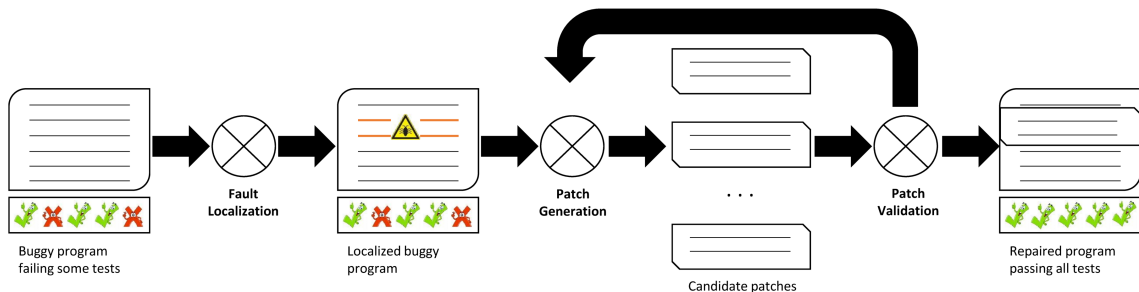 Buggy program
failing some tests
Fault
Localization
Localized buggy
program
Patch
Generation
. . .
Candidate patches
Patch
Validation
Repaired program
passing all tests